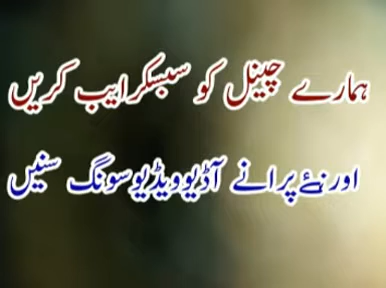 ہمارے چینل کو سبسکرایب کریں
اور نئے پرانے آڈیو ویڈیو سونگ سنیں